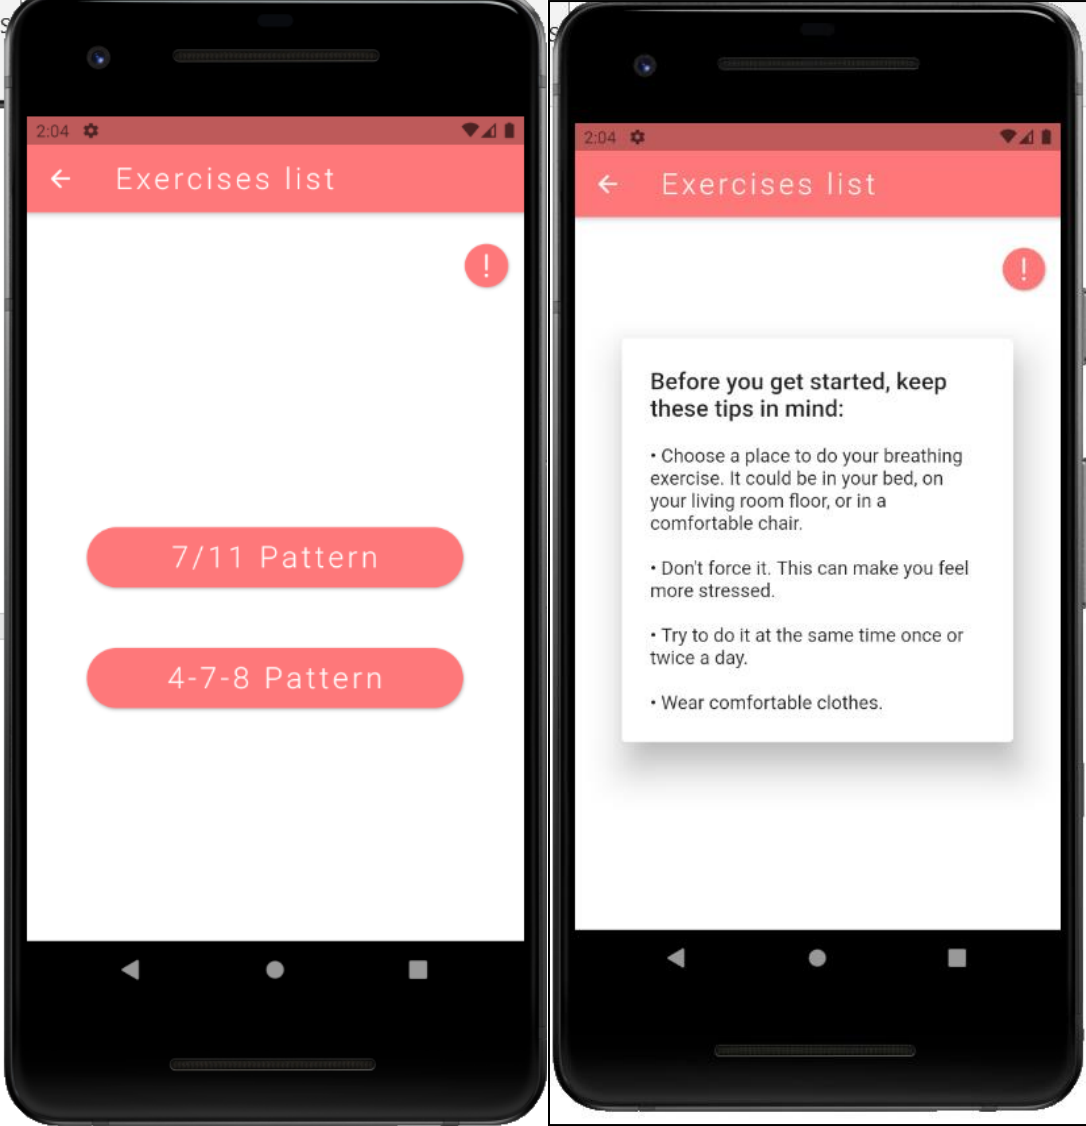 2:04
Exercises list
!
7/11 Pattern
4-7-8 Pattern
2:04
Exercises list
!
Before you get started, keep
these tips in mind:
• Choose a place to do your breathing
exercise. It could be in your bed, on
your living room floor, or in a
comfortable chair.
• Don't force it. This can make you feel
more stressed.
• Try to do it at the same time once or
twice a day.
• Wear comfortable clothes.